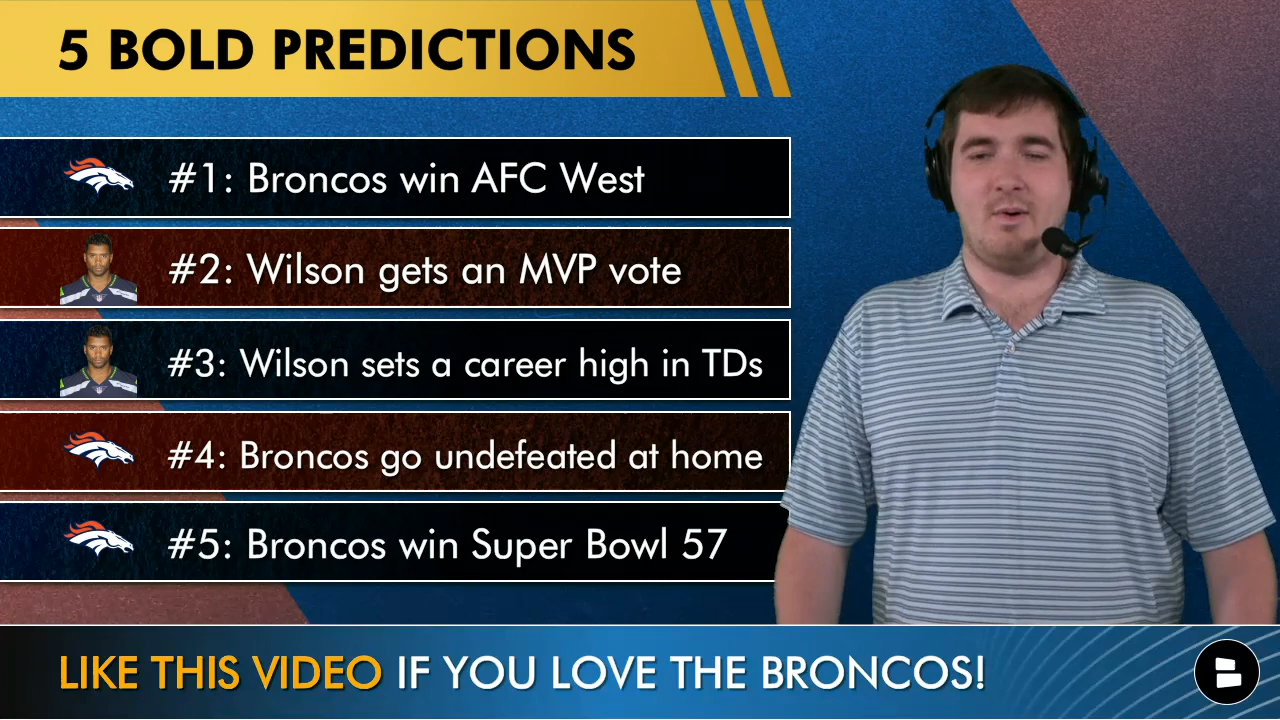 5 BOLD PREDICTIONS
#1: Broncos win AFC West
#2: Wilson gets an MVP vote
#3: Wilson sets a career high in TDs
#4: Broncos go undefeated at home
#5: Broncos win Super Bowl 57
LIKE THIS VIDEO IF YOU LOVE THE BRONCOS!